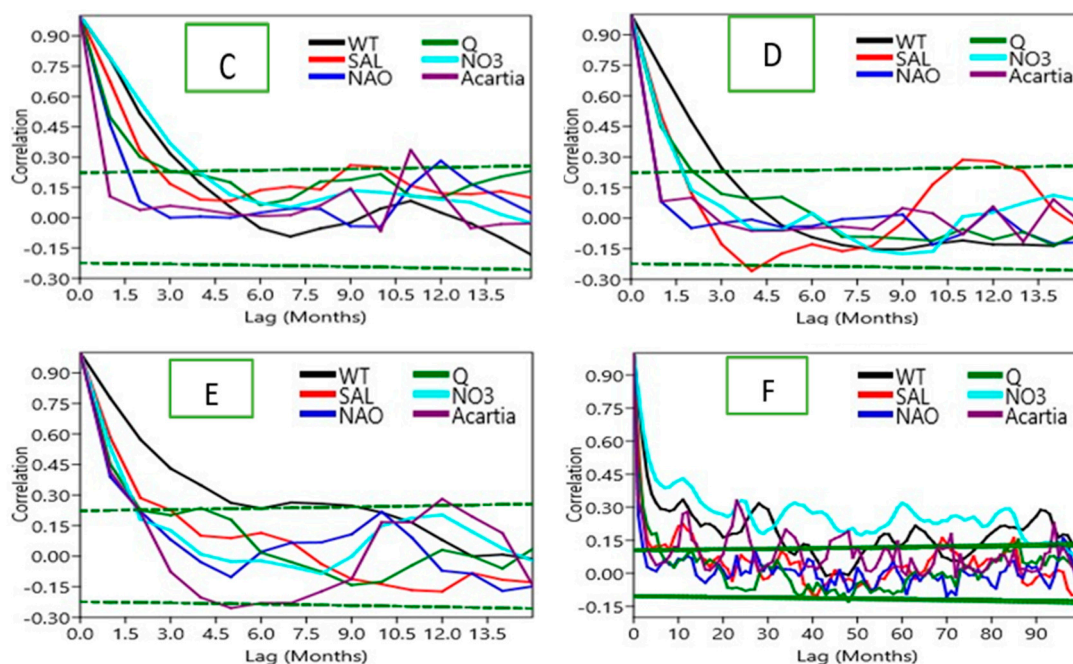 C
WT Q
SAL NO3
NAO Acartia
Correlation
0.90
0.75
0.60
0.45
0.30
0.15
0.00
-0.15
-0.30
0.0 1.5 3.0 4.5 6.0 7.5 9.0 10.5 12.0 13.5
Lag (Months)
D
WT Q
SAL NO3
NAO Acartia
Correlation
0.90
0.75
0.60
0.45
0.30
0.15
0.00
-0.15
-0.30
0.0 1.5 3.0 4.5 6.0 7.5 9.0 10.5 12.0 13.5
Lag (Months)
E
WT Q
SAL NO3
NAO Acartia
Correlation
0.90
0.75
0.60
0.45
0.30
0.15
0.00
-0.15
-0.30
0.0 1.5 3.0 4.5 6.0 7.5 9.0 10.5 12.0 13.5
Lag (Months)
F
WT Q
SAL NO3
NAO Acartia
Correlation
0.90
0.75
0.60
0.45
0.30
0.15
0.00
-0.15
0 10 20 30 40 50 60 70 80 90
Lag (Months)